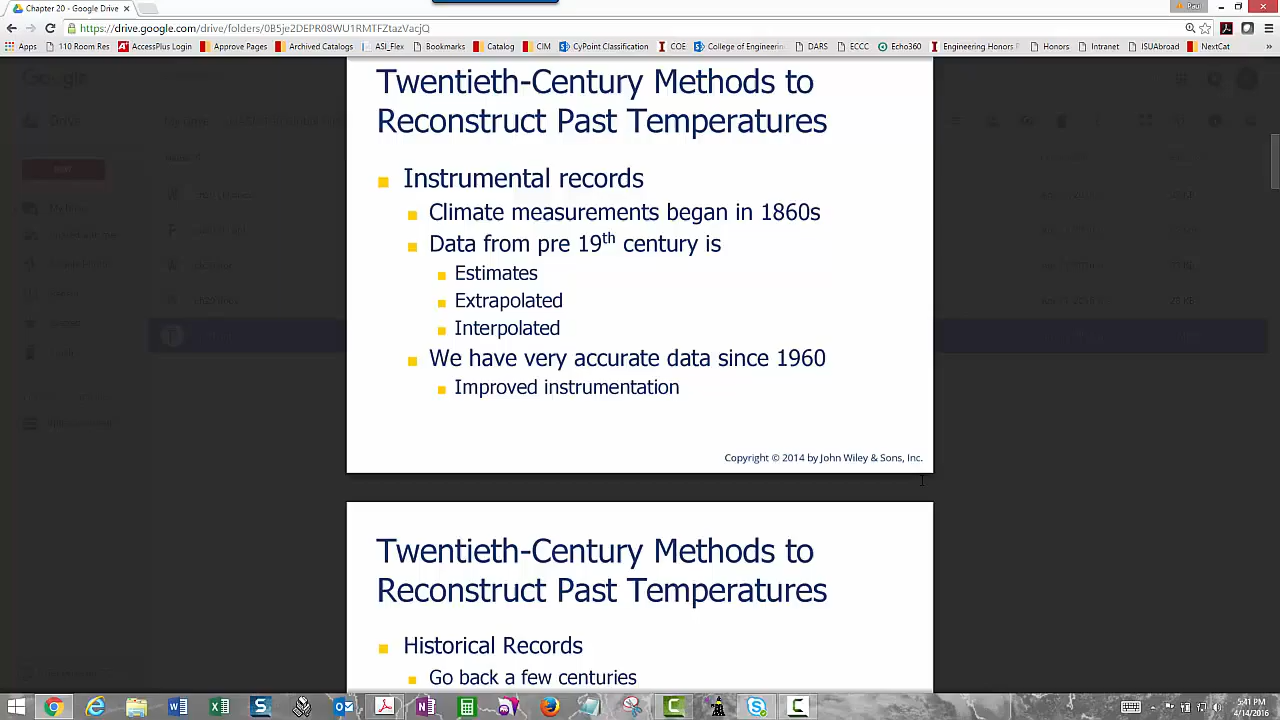 Chapter 20 - Google Drive
Paul
https://drive.google.com/drive/folders/0B5je2DEPR08WU1RMTFZtazVacjQ
Apps 110 Room Res AccessPlus Login Approve Pages Archived Catalogs ASI_Flex Bookmarks Catalog CIM CyPoint Classification COE College of Engineerin DARS ECCC Echo360 Engineering Honors P Honors Intranet ISUAbroad NextCat »
Twentieth-Century Methods to
Reconstruct Past Temperatures
Instrumental records
Climate measurements began in 1860s
Data from pre 19th century is
Estimates
Extrapolated
Interpolated
We have very accurate data since 1960
Improved instrumentation
Copyright © 2014 by John Wiley & Sons, Inc.
Twentieth-Century Methods to
Reconstruct Past Temperatures
Historical Records
Go back a few centuries
5:41 PM
4/14/2016